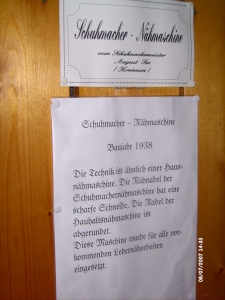 Schuhmacher - Nähmaschine
vom Schuhmachermeister
August
Schuhmacher – Nähmaschine
Baujahr 1938
Die Technik ist ähnlich einer Haus-
nähmaschine. Die Nähnadel der
Schuhmachernähmaschine hat eine
scharfe Schneide. Die Nadel der
Haushaltsnähmaschine ist
abgerundet.
Diese Maschine wurde für alle vor-
kommenden Ledernäharbeiten
eingesetzt.
06/07/2007 14:33